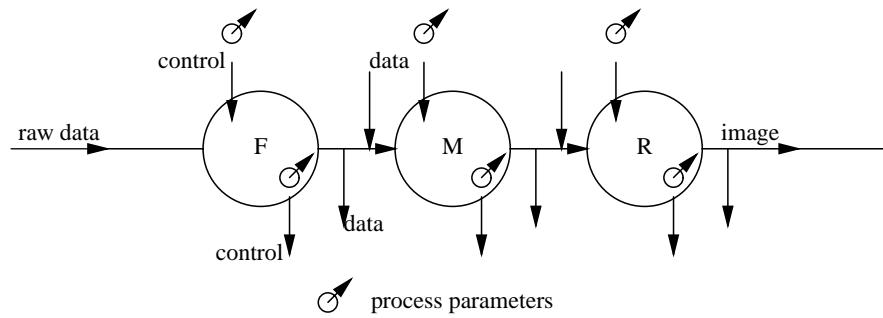 control
data
raw data
F
M
R
image
data
control
process parameters